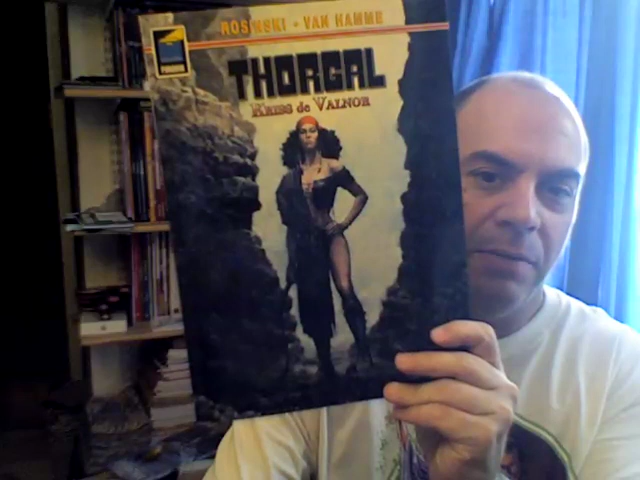 ROSINSKI - VAN HAMME
THORGAL
KRISS de VALNOR